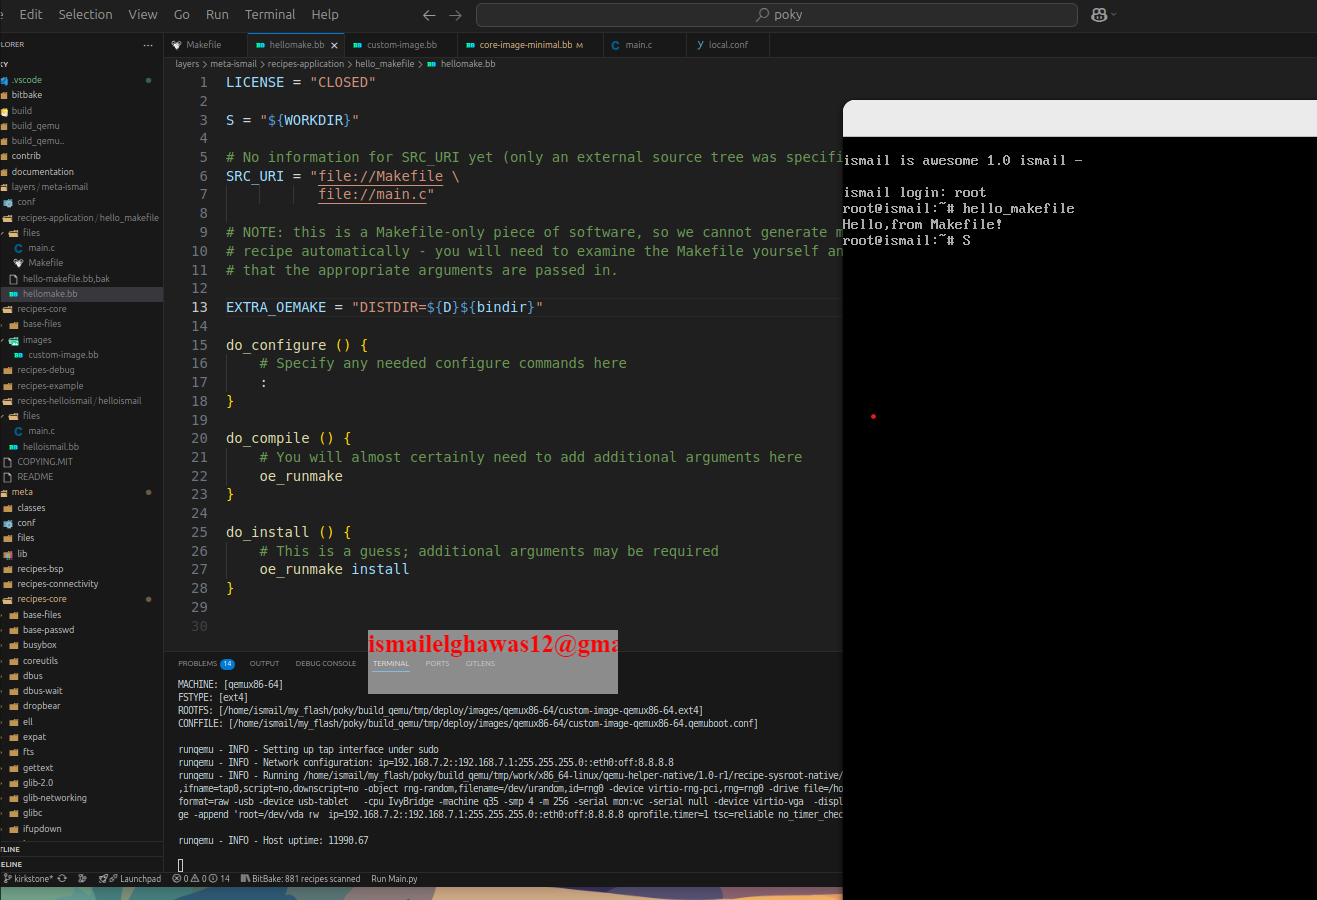 Edit Selection View Go Run Terminal Help
poky
LORER
Makefile
hellomake.bb
custom-image.bb
core-image-minimal.bb M
main.c
local.conf
layers > meta-ismail > recipes-application > hello_makefile > hellomake.bb
KY
.vscode
bitbake
build
build_qemu
build_qemu..
contrib
documentation
layers / meta-ismail
conf
recipes-application / hello_makefile
files
main.c
Makefile
hello-makefile.bb,bak
hellomake.bb
recipes-core
base-files
images
custom-image.bb
recipes-debug
recipes-example
recipes-helloismail / helloismail
files
main.c
helloismail.bb
COPYING.MIT
README
meta
classes
conf
files
lib
recipes-bsp
recipes-connectivity
recipes-core
base-files
base-passwd
busybox
coreutils
dbus
dbus-wait
dropbear
ell
expat
fts
gettext
glib-2.0
glib-networking
glibc
ifupdown
TLINE
ELINE
1 LICENSE = "CLOSED"
2
3 S = "${WORKDIR}"
4
5 # No information for SRC_URI yet (only an external source tree was specifi
6 SRC_URI = "file://Makefile \
7 file://main.c"
8
9 # NOTE: this is a Makefile-only piece of software, so we cannot generate m
10 # recipe automatically - you will need to examine the Makefile yourself an
11 # that the appropriate arguments are passed in.
12
13 EXTRA_OEMAKE = "DISTDIR=${D}${bindir}"
14
15 do_configure () {
16 # Specify any needed configure commands here
17 :
18 }
19
20 do_compile () {
21 # You will almost certainly need to add additional arguments here
22 oe_runmake
23 }
24
25 do_install () {
26 # This is a guess; additional arguments may be required
27 oe_runmake install
28 }
29
30
ismail is awesome 1.0 ismail -
ismail login: root
root@ismail:~# hello_makefile
Hello,from Makefile!
root@ismail:~# S
ismailelghawas12@gma
PROBLEMS 14 OUTPUT DEBUG CONSOLE TERMINAL PORTS GITLENS
MACHINE: [qemux86-64]
FSTYPE: [ext4]
ROOTFS: [/home/ismail/my_flash/poky/build_qemu/tmp/deploy/images/qemux86-64/custom-image-qemux86-64.ext4]
CONFFILE: [/home/ismail/my_flash/poky/build_qemu/tmp/deploy/images/qemux86-64/custom-image-qemux86-64.qemuboot.conf]
runqemu - INFO - Setting up tap interface under sudo
runqemu - INFO - Network configuration: ip=192.168.7.2::192.168.7.1:255.255.255.0::eth0:off:8.8.8.8
runqemu - INFO - Running /home/ismail/my_flash/poky/build_qemu/tmp/work/x86_64-linux/qemu-helper-native/1.0-r1/recipe-sysroot-native/
,ifname=tap0,script=no,downscript=no -object rng-random,filename=/dev/urandom,id=rng0 -device virtio-rng-pci,rng=rng0 -drive file=/ho
format=raw -usb -device usb-tablet -cpu IvyBridge -machine q35 -smp 4 -m 256 -serial mon:vc -serial null -device virtio-vga -displ
ge -append 'root=/dev/vda rw ip=192.168.7.2::192.168.7.1:255.255.255.0::eth0:off:8.8.8.8 oprofile.timer=1 tsc=reliable no_timer_chec
runqemu - INFO - Host uptime: 11990.67
kirkstone* Launchpad 0 0 14 BitBake: 881 recipes scanned Run Main.py